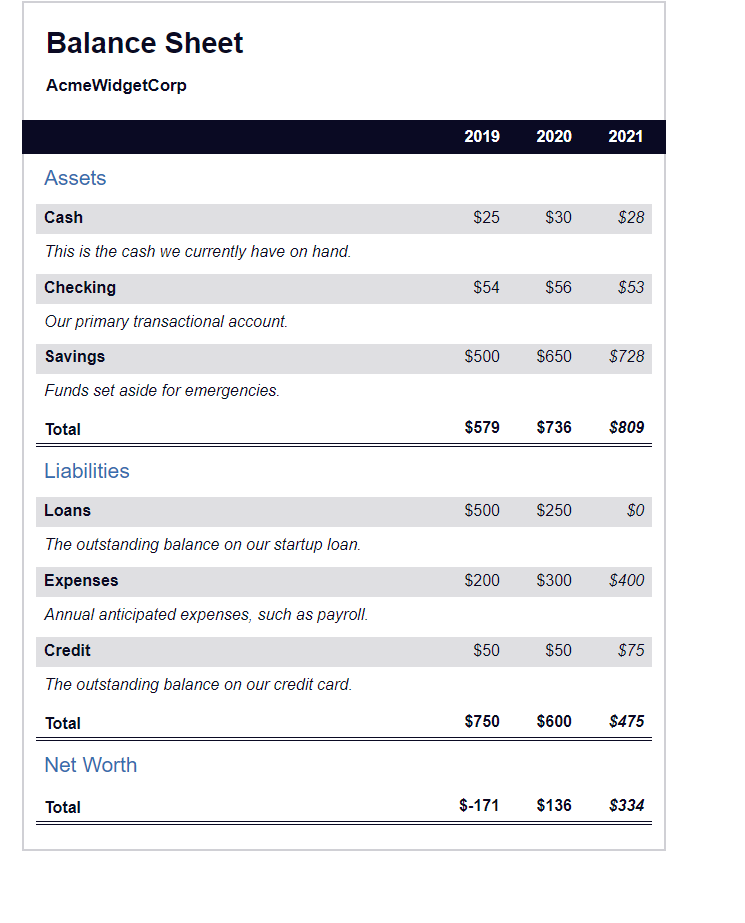 Balance Sheet
AcmeWidgetCorp
2019 2020 2021
Assets
Cash $25 $30 $28
This is the cash we currently have on hand.
Checking $54 $56 $53
Our primary transactional account.
Savings $500 $650 $728
Funds set aside for emergencies.
Total $579 $736 $809
Liabilities
Loans $500 $250 $0
The outstanding balance on our startup loan.
Expenses $200 $300 $400
Annual anticipated expenses, such as payroll.
Credit $50 $50 $75
The outstanding balance on our credit card.
Total $750 $600 $475
Net Worth
Total $-171 $136 $334